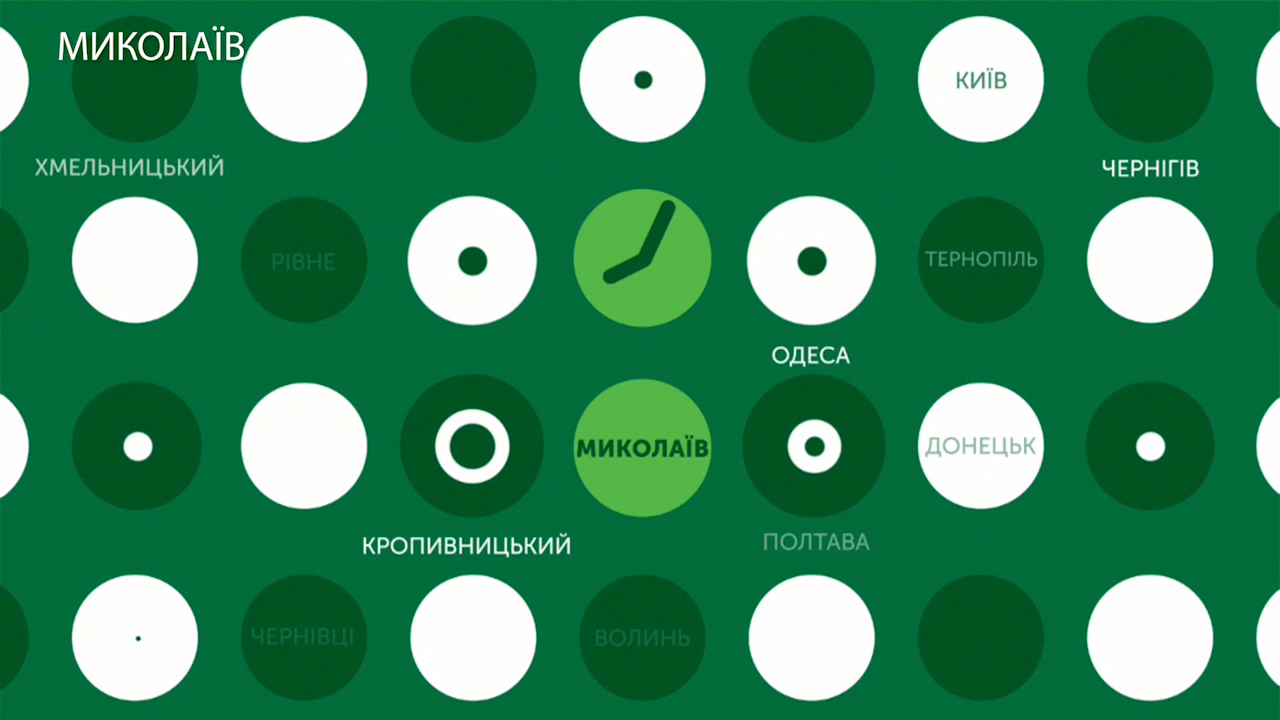 МИКОЛАЇВ
КИЇВ
ХМЕЛЬНИЦЬКИЙ
ЧЕРНІГІВ
РІВНЕ
ТЕРНОПІЛЬ
ОДЕСА
МИКОЛАЇВ
ДОНЕЦЬК
КРОПИВНИЦЬКИЙ
ПОЛТАВА
ЧЕРНІВЦІ
ВОЛИНЬ